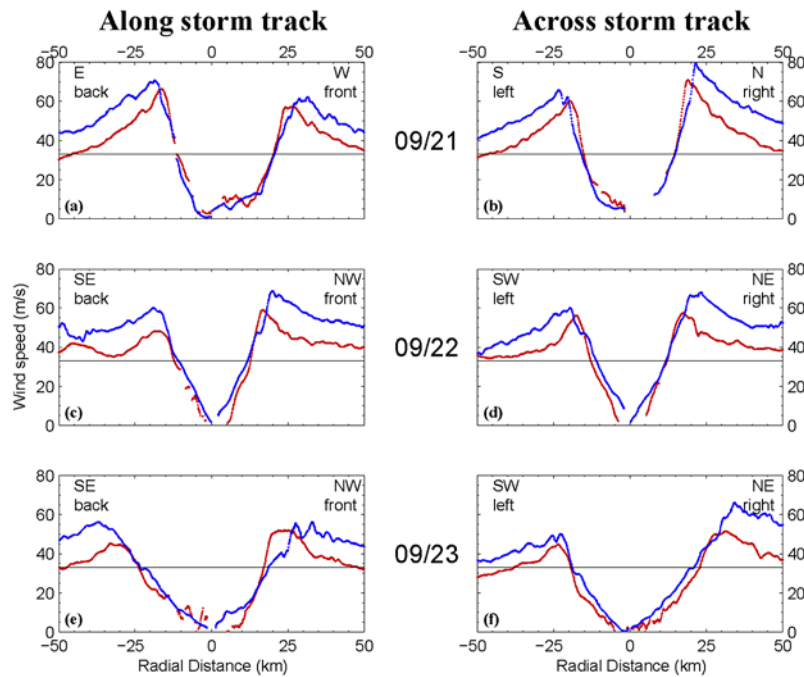 Along storm track Across storm track
−50 −25 0 25 50 −50 −25 0 25 50
80 E W S N 80
back front left right
60 60
40 09/21 40
20 20
0 (a) (b) 0
80 SE NW SW NE 80
back front left right
60 60
Wind speed (m/s)
40 09/22 40
20 20
0 (c) (d) 0
80 SE NW SW NE 80
back front left right
60 60
40 09/23 40
20 20
0 (e) (f) 0
−50 −25 0 25 50 −50 −25 0 25 50
Radial Distance (km) Radial Distance (km)